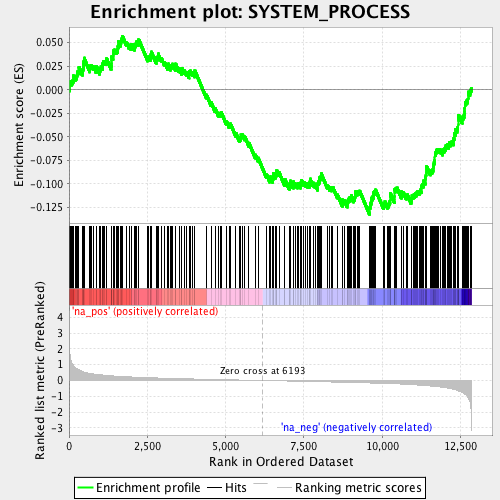 Enrichment plot: SYSTEM_PROCESS
Enrichment score (ES)
0.050
0.025
0.000
-0.025
-0.050
-0.075
-0.100
-0.125
Ranked list metric (PreRanked)
'na_pos' (positively correlated)
4
3
2
1
0
-1
-2
-3
Zero cross at 6193
'na_neg' (negatively correlated)
0
2,500
5,000
7,500
10,000
12,500
Rank in Ordered Dataset
Enrichment profile
Hits
Ranking metric scores